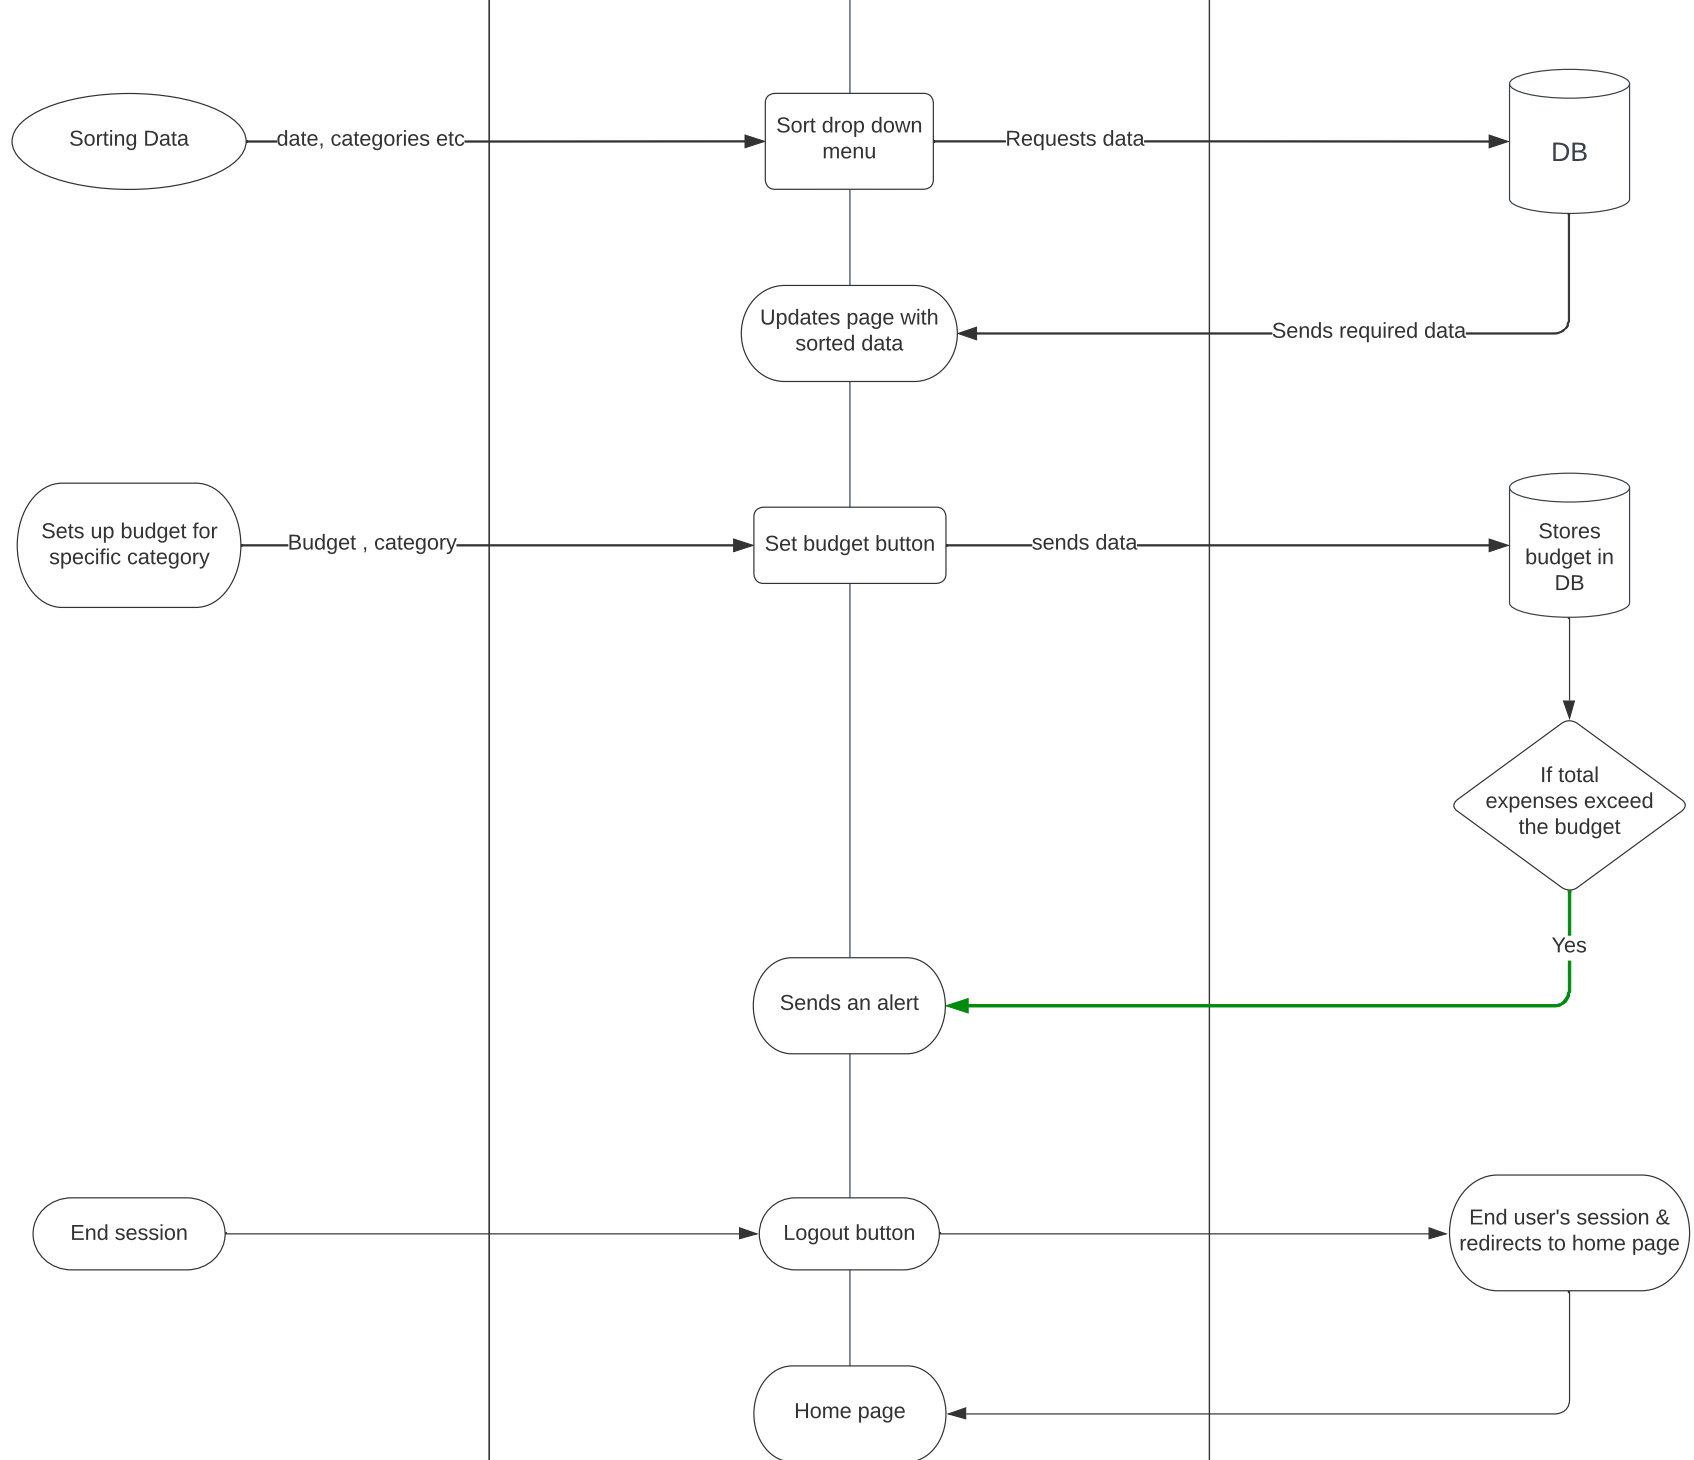 Sorting Data
date, categories etc
Sort drop down
menu
Requests data
DB
Updates page with
sorted data
Sends required data
Sets up budget for
specific category
Budget , category
Set budget button
sends data
Stores
budget in
DB
If total
expenses exceed
the budget
Yes
Sends an alert
End session
Logout button
End user's session &
redirects to home page
Home page